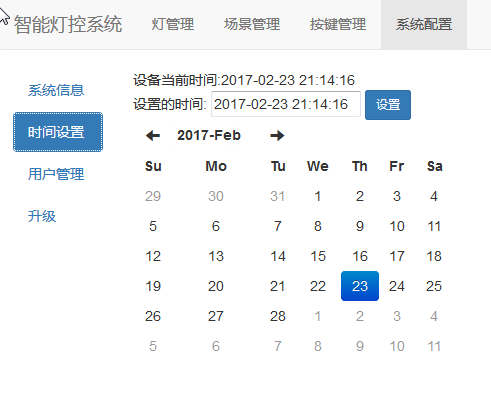 智能灯控系统 灯管理 场景管理 按键管理 系统配置
系统信息
时间设置
用户管理
升级
设备当前时间:2017-02-23 21:14:16
设置的时间: 2017-02-23 21:14:16 设置
2017-Feb
Su Mo Tu We Th Fr Sa
29 30 31 1 2 3 4
5 6 7 8 9 10 11
12 13 14 15 16 17 18
19 20 21 22 23 24 25
26 27 28 1 2 3 4
5 6 7 8 9 10 11